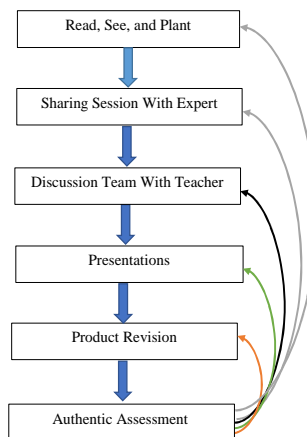 Read, See, and Plant
Sharing Session With Expert
Discussion Team With Teacher
Presentations
Product Revision
Authentic Assessment